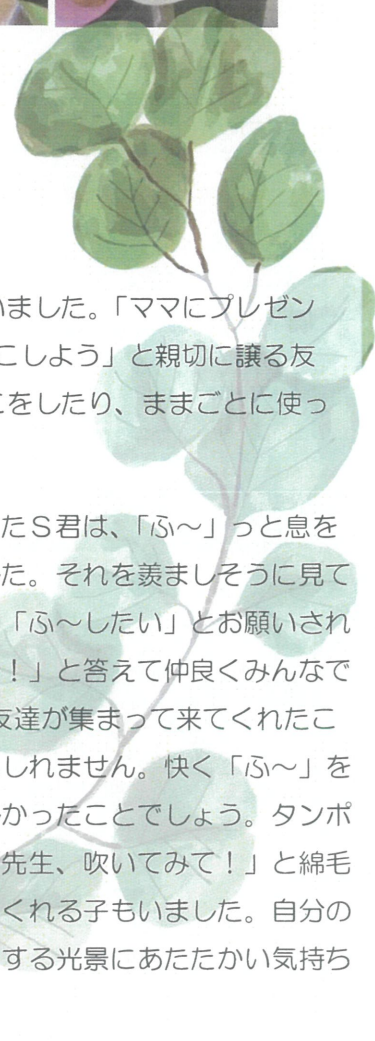 いました。「ママにプレゼン
こしよう」と親切に譲る友
をしたり、ままごとに使っ
たS君は、「ふ〜」っと息を
た。それを羨ましそうに見て
「ふ〜したい」とお願いされ
！」と答えて仲良くみんなで
友達が集まって来てくれたこ
しれません。快く「ふ〜」を
かったことでしょう。タンポ
先生、吹いてみて！」と綿毛
くれる子もいました。自分の
する光景にあたたかい気持ち